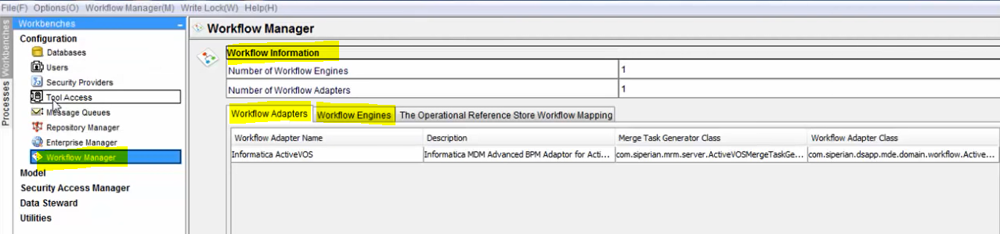 File(F) Options(O) Workflow Manager(M) Write Lock(W) Help(H)
Workbenches
Processes
Workbenches
Configuration
Databases
Users
Security Providers
Tool Access
Message Queues
Repository Manager
Enterprise Manager
Workflow Manager
Model
Security Access Manager
Data Steward
Utilities
Workflow Manager
Workflow Information
Number of Workflow Engines 1
Number of Workflow Adapters 1
Workflow Adapters Workflow Engines The Operational Reference Store Workflow Mapping
Workflow Adapter Name Description Merge Task Generator Class Workflow Adapter Class
Informatica ActiveVOS Informatica MDM Advanced BPM Adaptor for Acti... com.siperian.mrm.server.ActiveVOSMergeTaskGe... com.siperian.dsapp.mde.domain.workflow.Active...